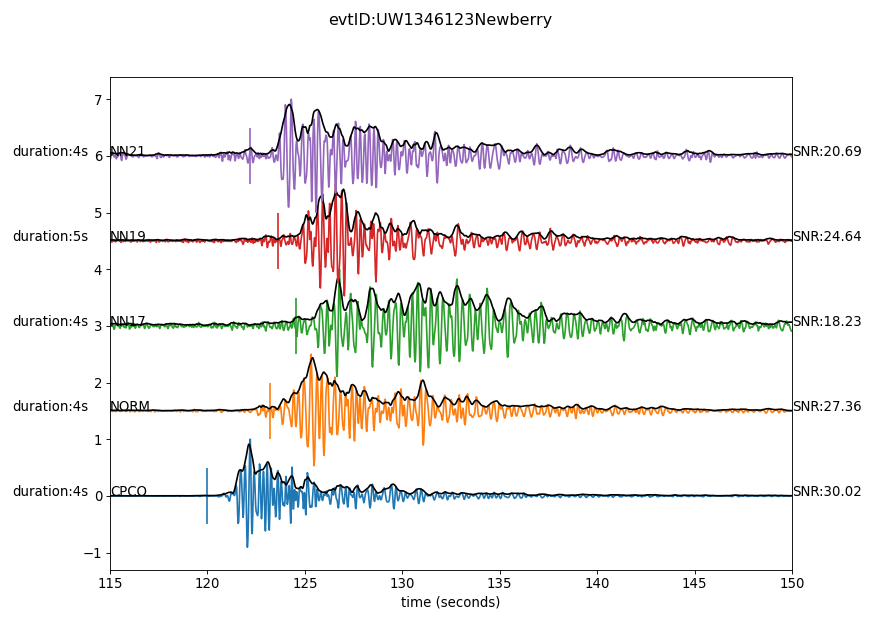 evtID:UW1346123Newberry
7
duration:4s NN21 SNR:20.69
6
5
duration:5s NN19 SNR:24.64
4
duration:4s NN17 SNR:18.23
3
2
duration:4s NORM SNR:27.36
1
duration:4s CPCO SNR:30.02
0
−1
115 120 125 130 135 140 145 150
time (seconds)